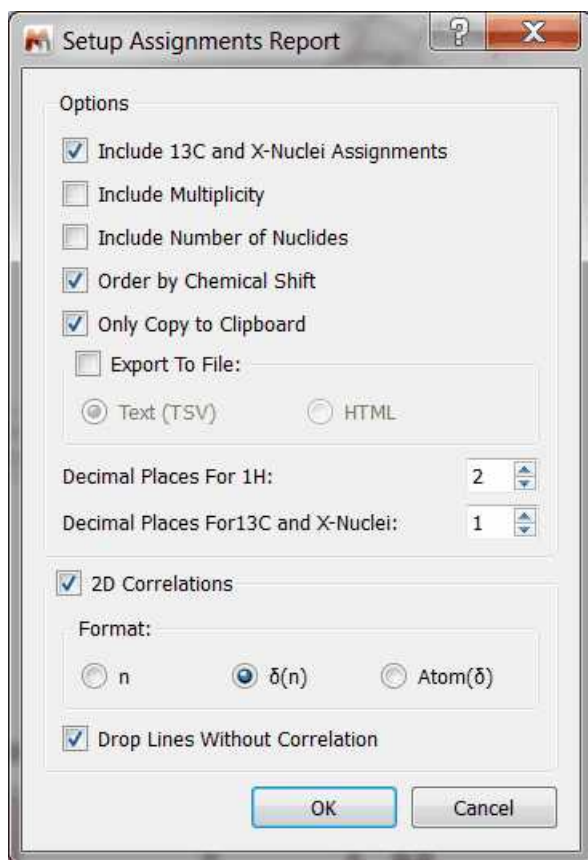 Setup Assignments Report
Options
Include 13C and X-Nuclei Assignments
Include Multiplicity
Include Number of Nuclides
Order by Chemical Shift
Only Copy to Clipboard
Export To File:
Text (TSV) HTML
Decimal Places For 1H: 2
Decimal Places For13C and X-Nuclei: 1
2D Correlations
Format:
n δ(n) Atom(δ)
Drop Lines Without Correlation
OK Cancel